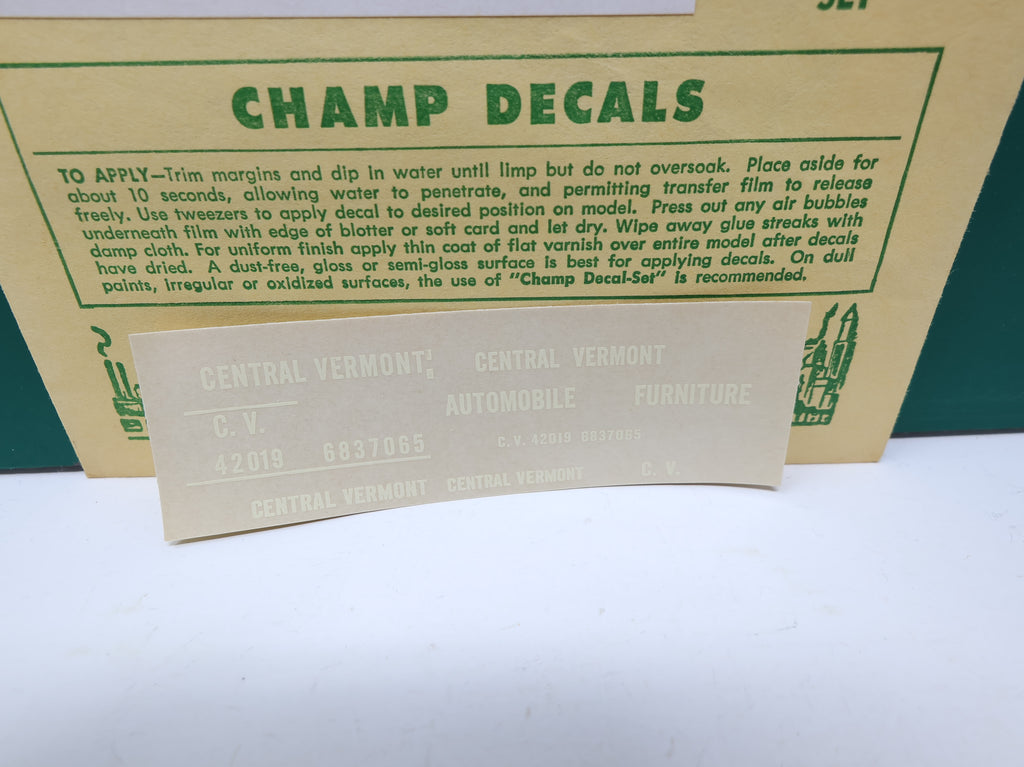 SET
CHAMP DECALS
TO APPLY—Trim margins and dip in water until limp but do not oversoak. Place aside for
about 10 seconds, allowing water to penetrate, and permitting transfer film to release
freely. Use tweezers to apply decal to desired position on model. Press out any air bubbles
underneath film with edge of blotter or soft card and let dry. Wipe away glue streaks with
damp cloth. For uniform finish apply thin coat of flat varnish over entire model after decals
have dried. A dust-free, gloss or semi-gloss surface is best for applying decals. On dull
paints, irregular or oxidized surfaces, the use of "Champ Decal-Set" is recommended.
CENTRAL VERMONT CENTRAL VERMONT
AUTOMOBILE FURNITURE
C. V.
42019 6837065 C.V. 42019 6837065
CENTRAL VERMONT CENTRAL VERMONT C. V.